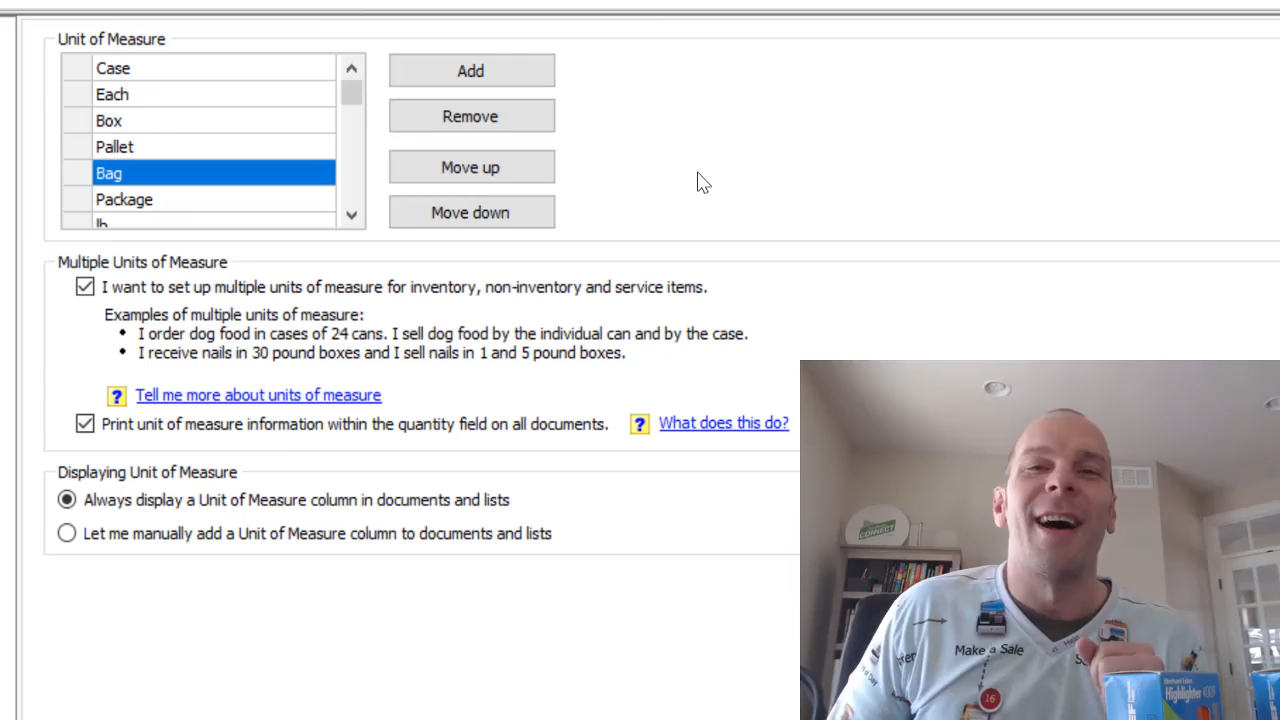 Unit of Measure
Case
Each
Box
Pallet
Bag
Package
lb
Add
Remove
Move up
Move down
Multiple Units of Measure
I want to set up multiple units of measure for inventory, non-inventory and service items.
Examples of multiple units of measure:
• I order dog food in cases of 24 cans. I sell dog food by the individual can and by the case.
• I receive nails in 30 pound boxes and I sell nails in 1 and 5 pound boxes.
? Tell me more about units of measure
Print unit of measure information within the quantity field on all documents. ? What does this do?
Displaying Unit of Measure
Always display a Unit of Measure column in documents and lists
Let me manually add a Unit of Measure column to documents and lists
CONNECT
Make a Sale
16
Highlighter